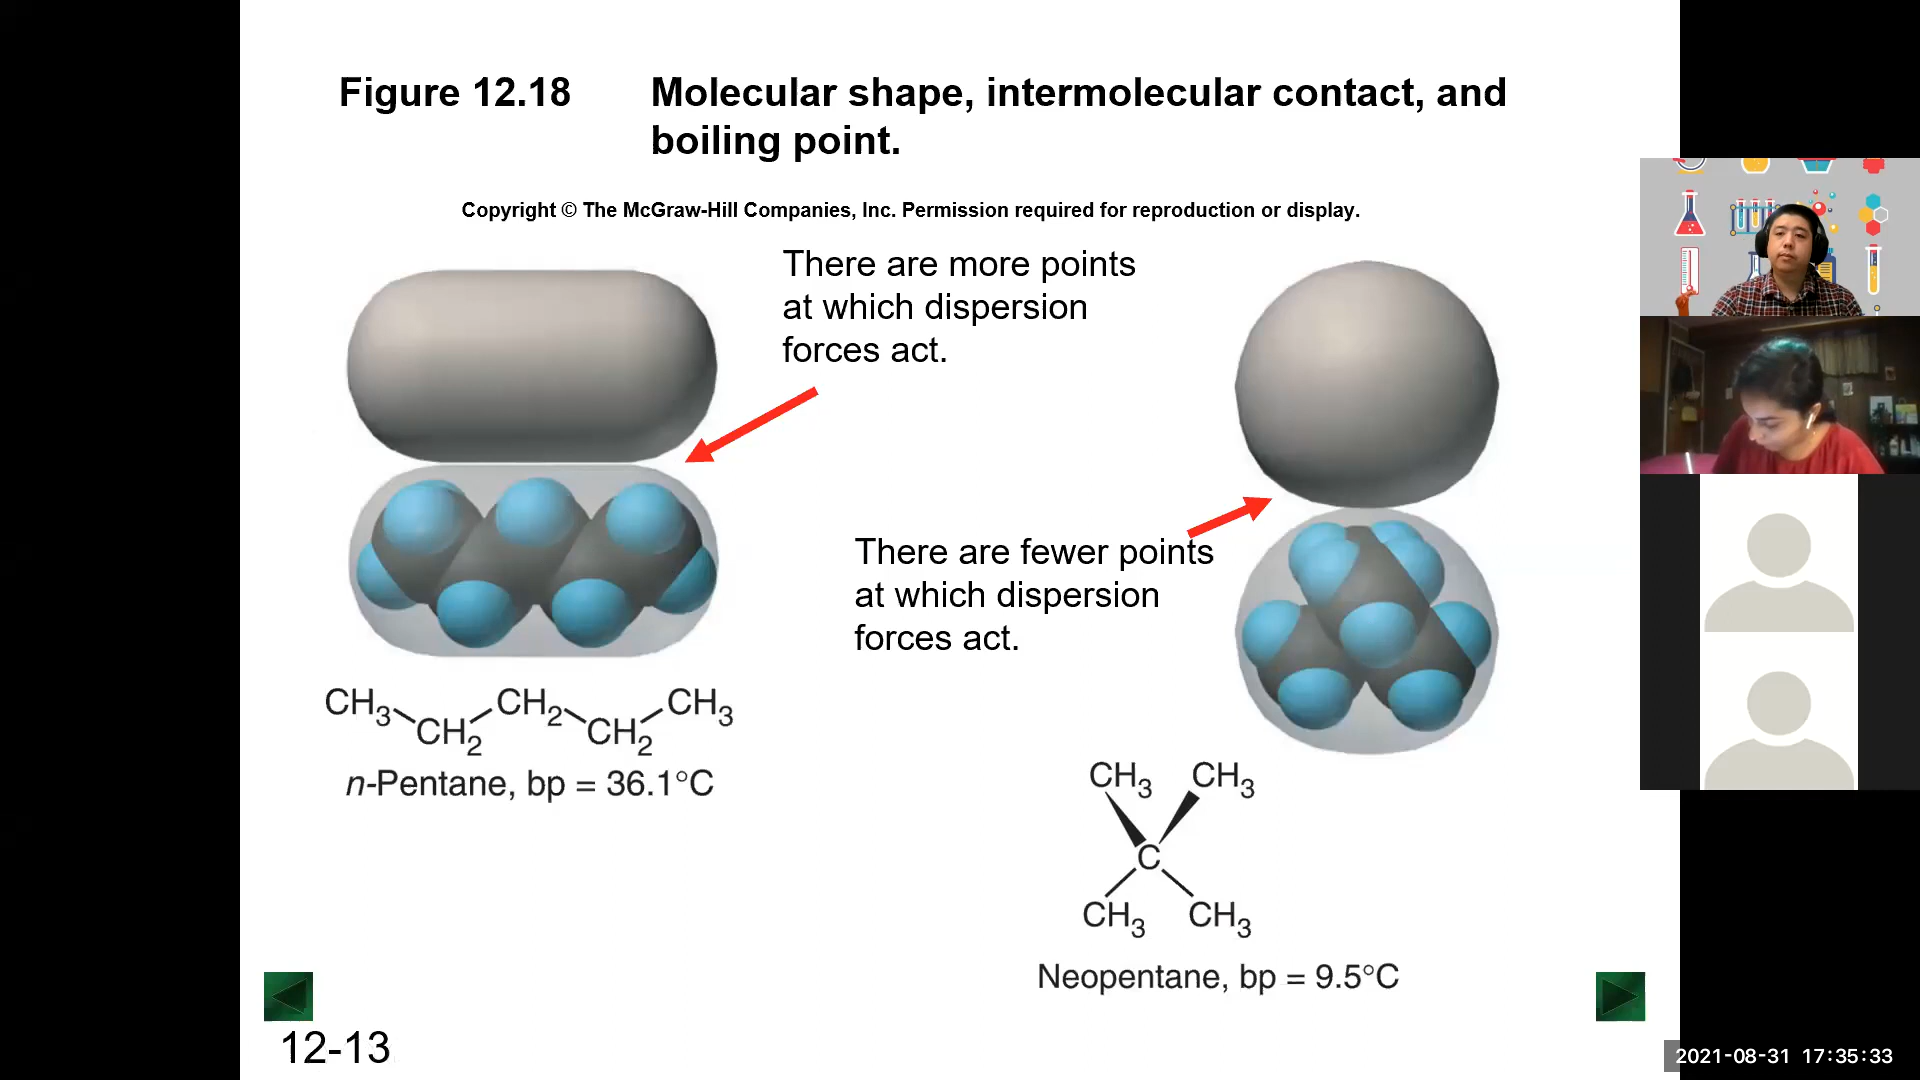 Figure 12.18 Molecular shape, intermolecular contact, and
boiling point.
Copyright © The McGraw-Hill Companies, Inc. Permission required for reproduction or display.
There are more points
at which dispersion
forces act.
There are fewer points
at which dispersion
forces act.
CH₃ CH₂ CH₂ CH₂ CH₃
n-Pentane, bp = 36.1°C
CH₃ CH₃
C
CH₃ CH₃
Neopentane, bp = 9.5°C
12-13
2021-08-31 17:35:33